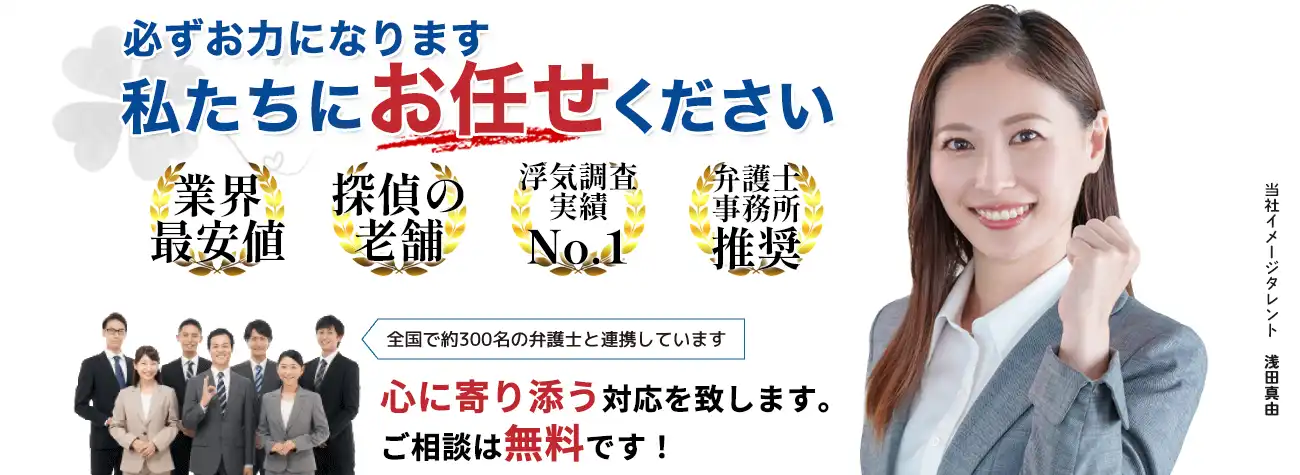 必ずお力になります
私たちにお任せください
業界
最安値
探偵の
老舗
浮気調査
実績
No.1
弁護士
事務所
推奨
全国で約300名の弁護士と連携しています
心に寄り添う対応を致します。
ご相談は無料です！
当社イメージタレント 浅田真由